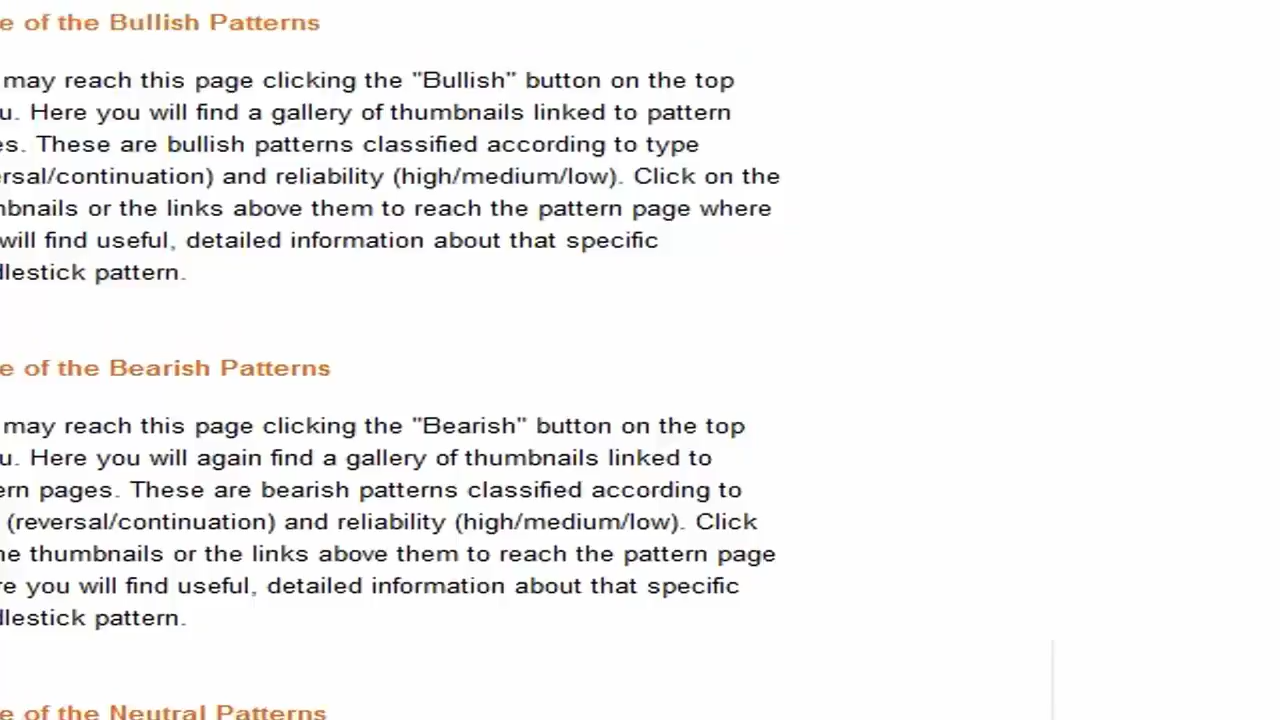 e of the Bullish Patterns
may reach this page clicking the "Bullish" button on the top
u. Here you will find a gallery of thumbnails linked to pattern
es. These are bullish patterns classified according to type
ersal/continuation) and reliability (high/medium/low). Click on the
mbnails or the links above them to reach the pattern page where
will find useful, detailed information about that specific
dlestick pattern.
e of the Bearish Patterns
may reach this page clicking the "Bearish" button on the top
u. Here you will again find a gallery of thumbnails linked to
ern pages. These are bearish patterns classified according to
(reversal/continuation) and reliability (high/medium/low). Click
he thumbnails or the links above them to reach the pattern page
re you will find useful, detailed information about that specific
dlestick pattern.
e of the Neutral Patterns